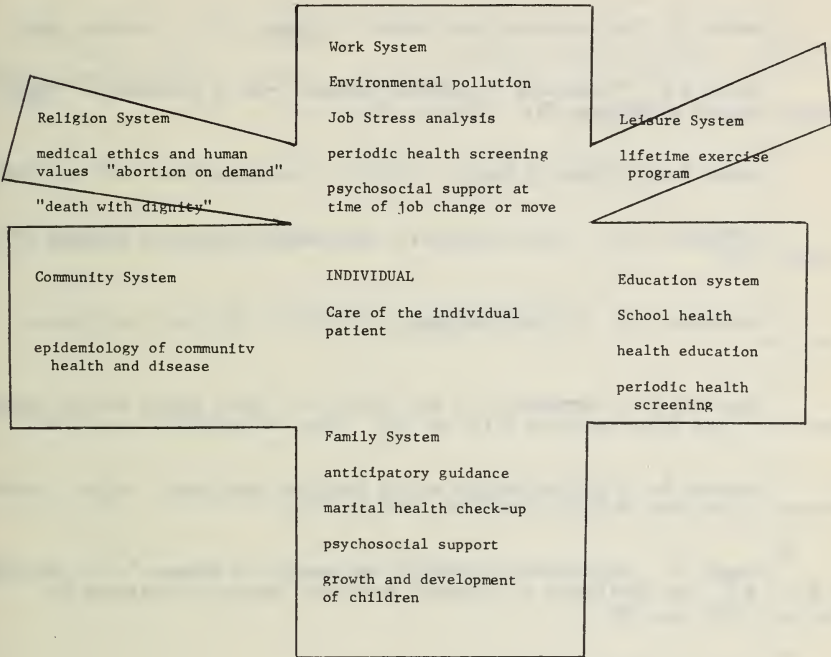 Work System
Environmental pollution
Job Stress analysis
periodic health screening
psychosocial support at
time of job change or move
Religion System
medical ethics and human
values "abortion on demand"
"death with dignity"
Leisure System
lifetime exercise
program
Community System
epidemiology of community
health and disease
INDIVIDUAL
Care of the individual
patient
Education system
School health
health education
periodic health
screening
Family System
anticipatory guidance
marital health check-up
psychosocial support
growth and development
of children